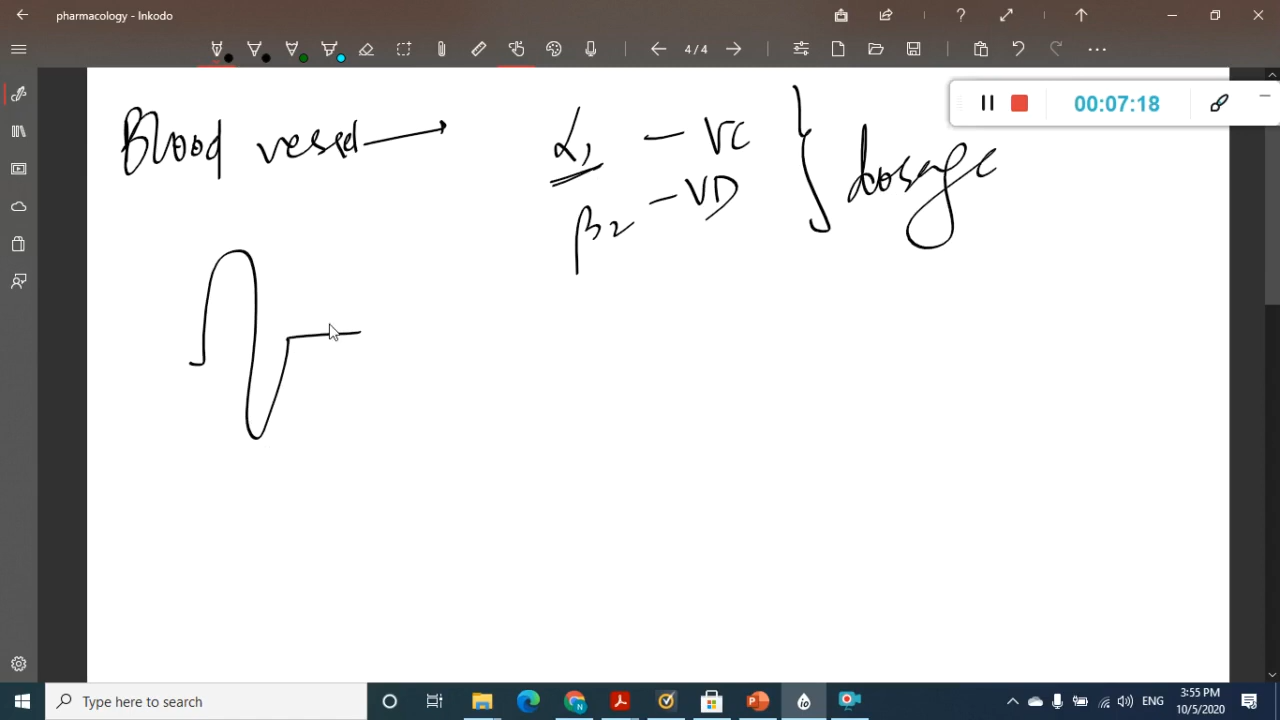 pharmacology - Inkodo
4/4
00:07:18
Blood vessel → α1 - VC } dosage
β2 - VD
Type here to search
ENG
3:55 PM
10/5/2020